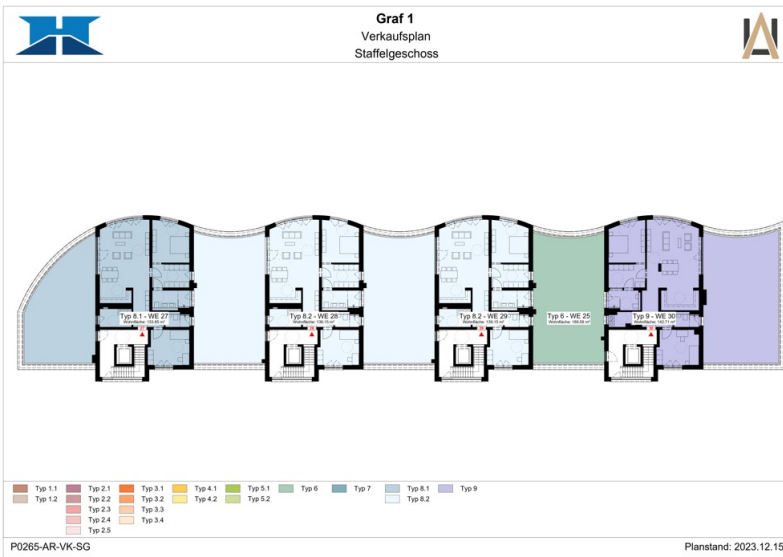 Graf 1
Verkaufsplan
Staffelgeschoss
Typ 8.1 - WE 27
Typ 8.2 - WE 28
Typ 8.2 - WE 29
Typ 6 - WE 25
Typ 9 - WE 30
Typ 1.1
Typ 2.1
Typ 3.1
Typ 4.1
Typ 5.1
Typ 6
Typ 7
Typ 8.1
Typ 9
Typ 1.2
Typ 2.2
Typ 3.2
Typ 4.2
Typ 5.2
Typ 8.2
Typ 2.3
Typ 3.3
Typ 2.4
Typ 3.4
Typ 2.5
P0265-AR-VK-SG
Planstand: 2023.12.15